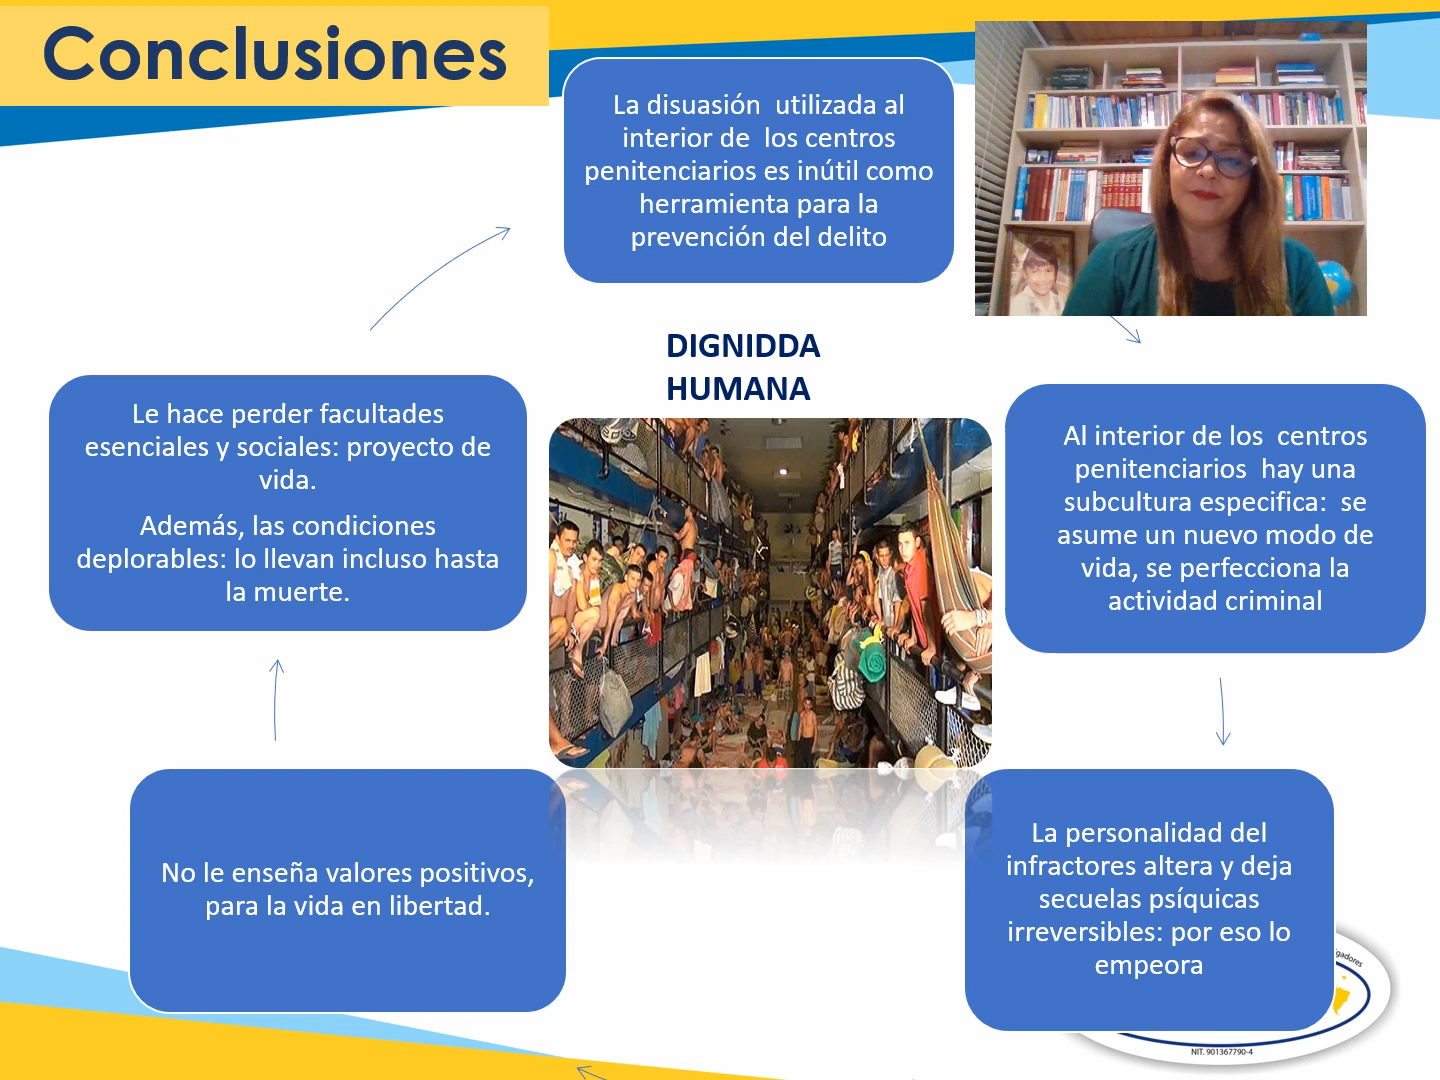 Conclusiones
La disuasión utilizada al
interior de los centros
penitenciarios es inútil como
herramienta para la
prevención del delito
DIGNIDDA
HUMANA
Le hace perder facultades
esenciales y sociales: proyecto de
vida.
Además, las condiciones
deplorables: lo llevan incluso hasta
la muerte.
Al interior de los centros
penitenciarios hay una
subcultura especifica: se
asume un nuevo modo de
vida, se perfecciona la
actividad criminal
No le enseña valores positivos,
para la vida en libertad.
La personalidad del
infractores altera y deja
secuelas psíquicas
irreversibles: por eso lo
empeora
igadores
NIT. 901367790-4